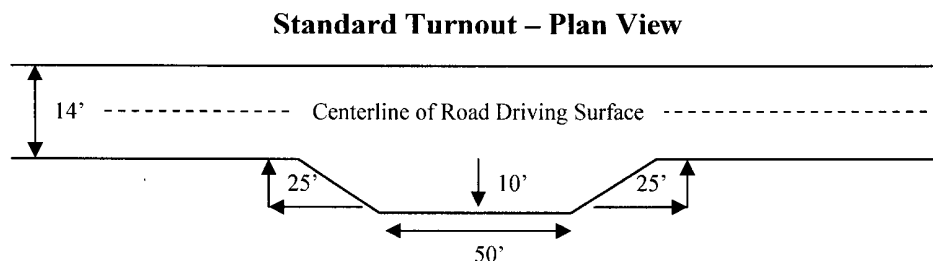 Standard Turnout – Plan View
14’
Centerline of Road Driving Surface
25’
10’
25’
50’